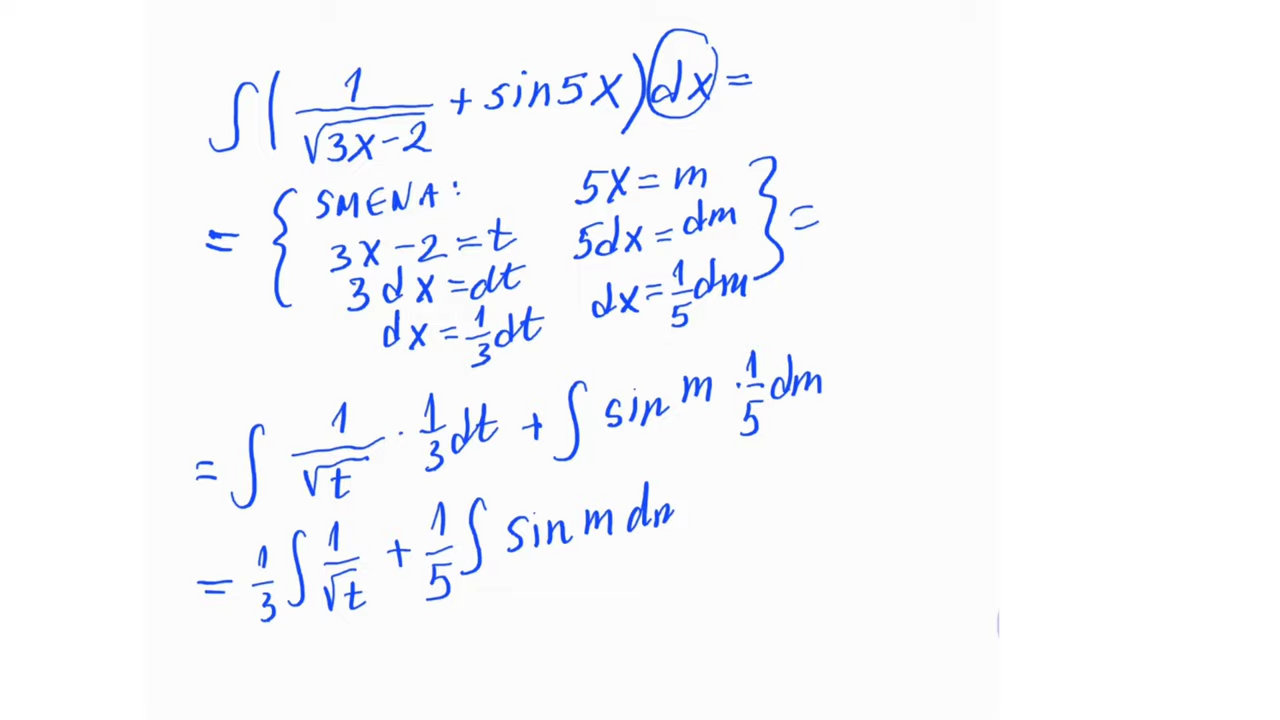 ∫(1/√(3x-2) + sin5x)dx =
= { SMENA: 5x = m
3x-2 = t 5dx = dm } =
3dx = dt dx = 1/5 dm
dx = 1/3 dt
= ∫ 1/√t · 1/3 dt + ∫ sin m · 1/5 dm
= 1/3 ∫ 1/√t + 1/5 ∫ sin m dm